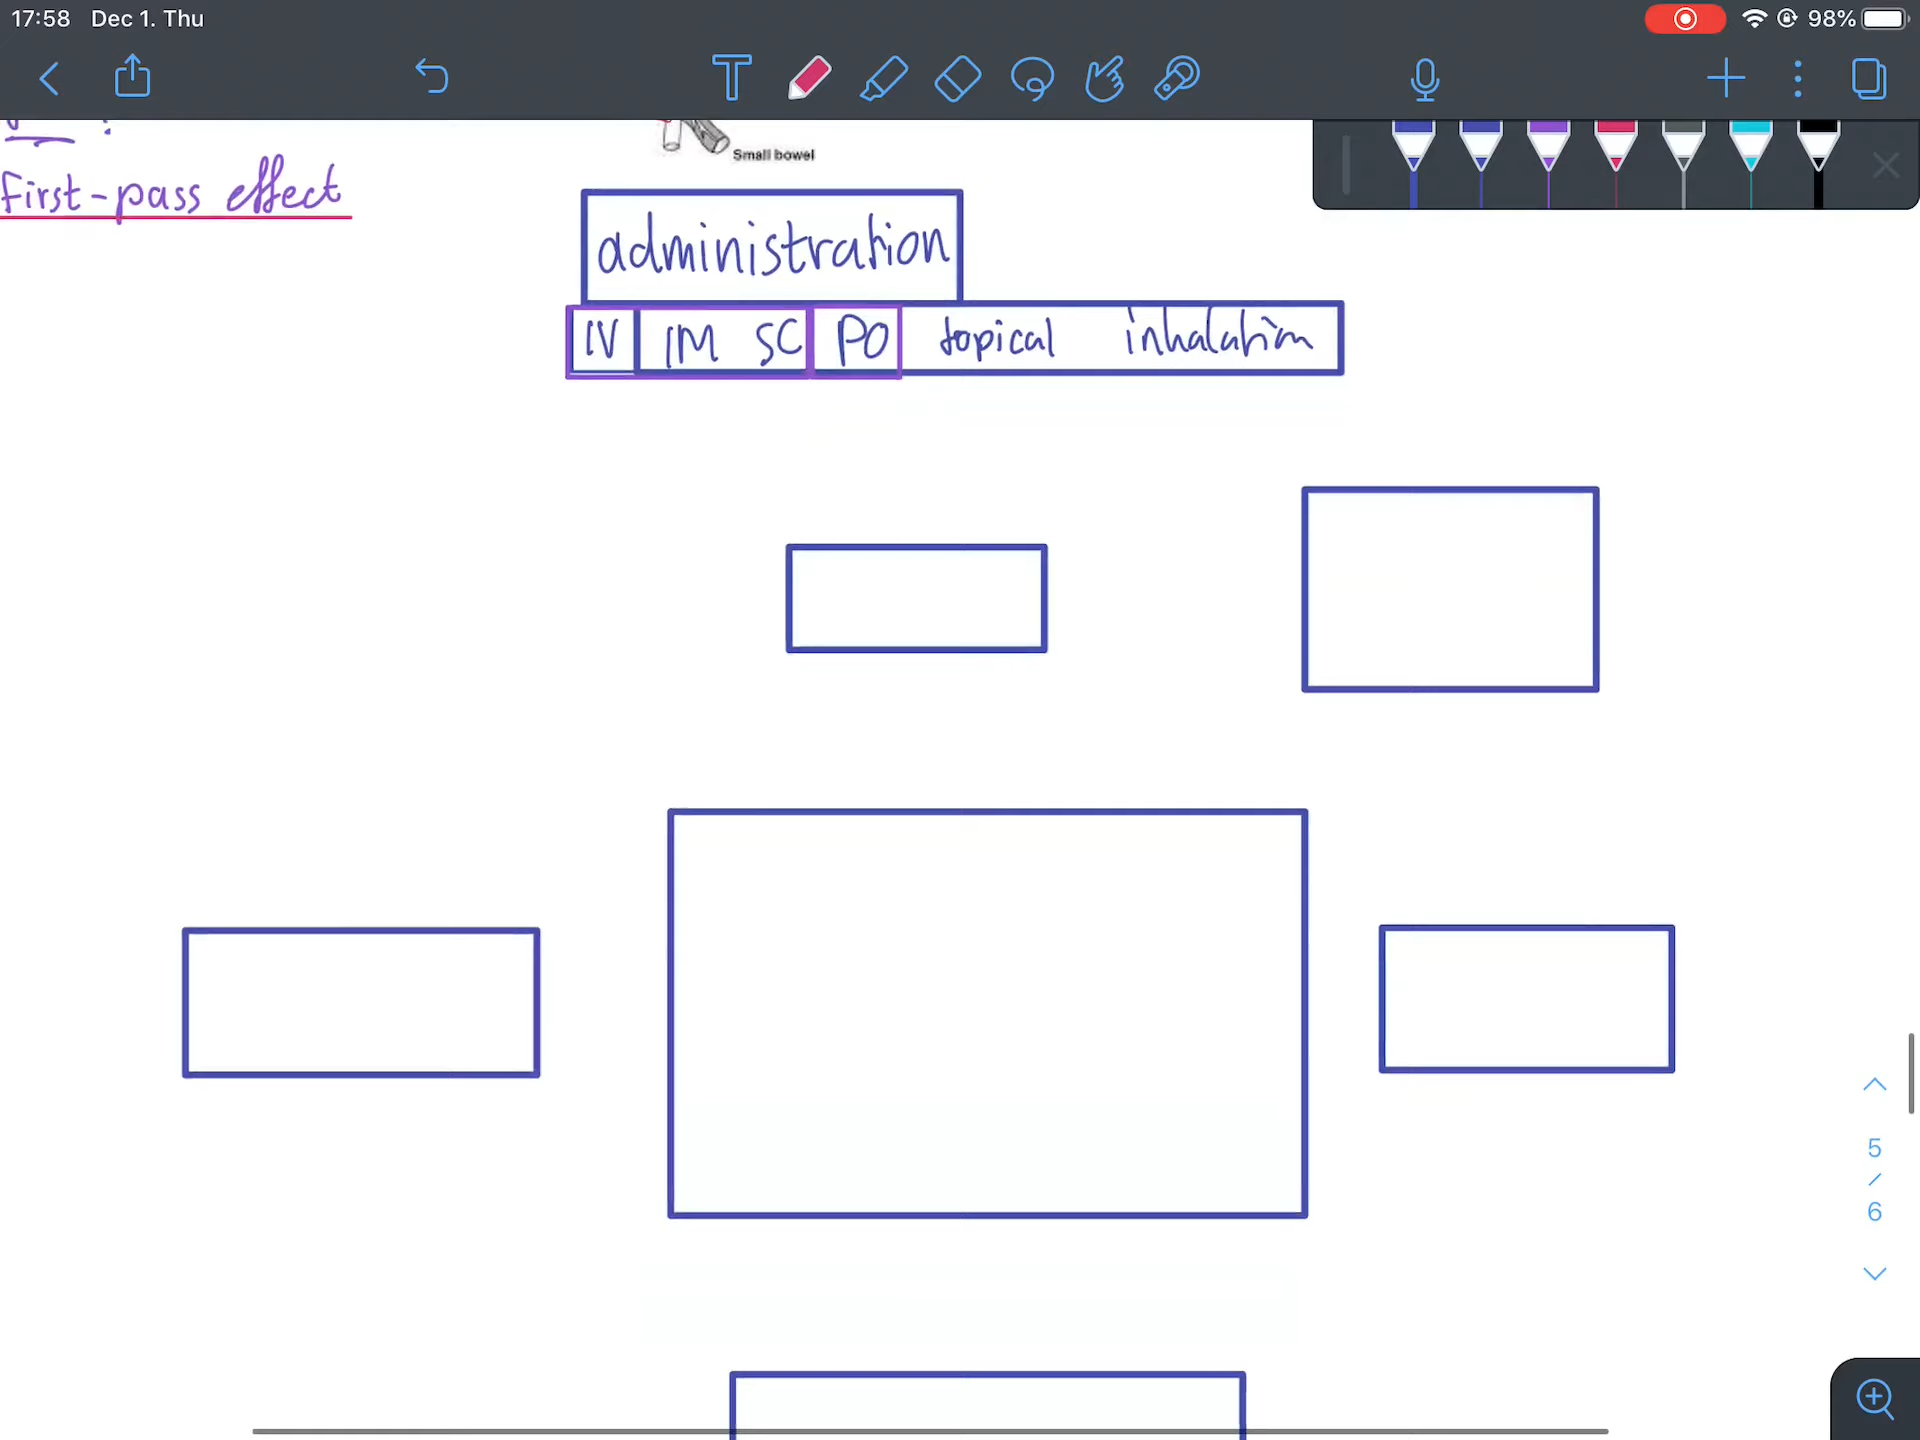 17:58 Dec 1. Thu 98%
T
Small bowel
First-pass effect
administration
IV IM SC PO topical inhalation
5
/
6